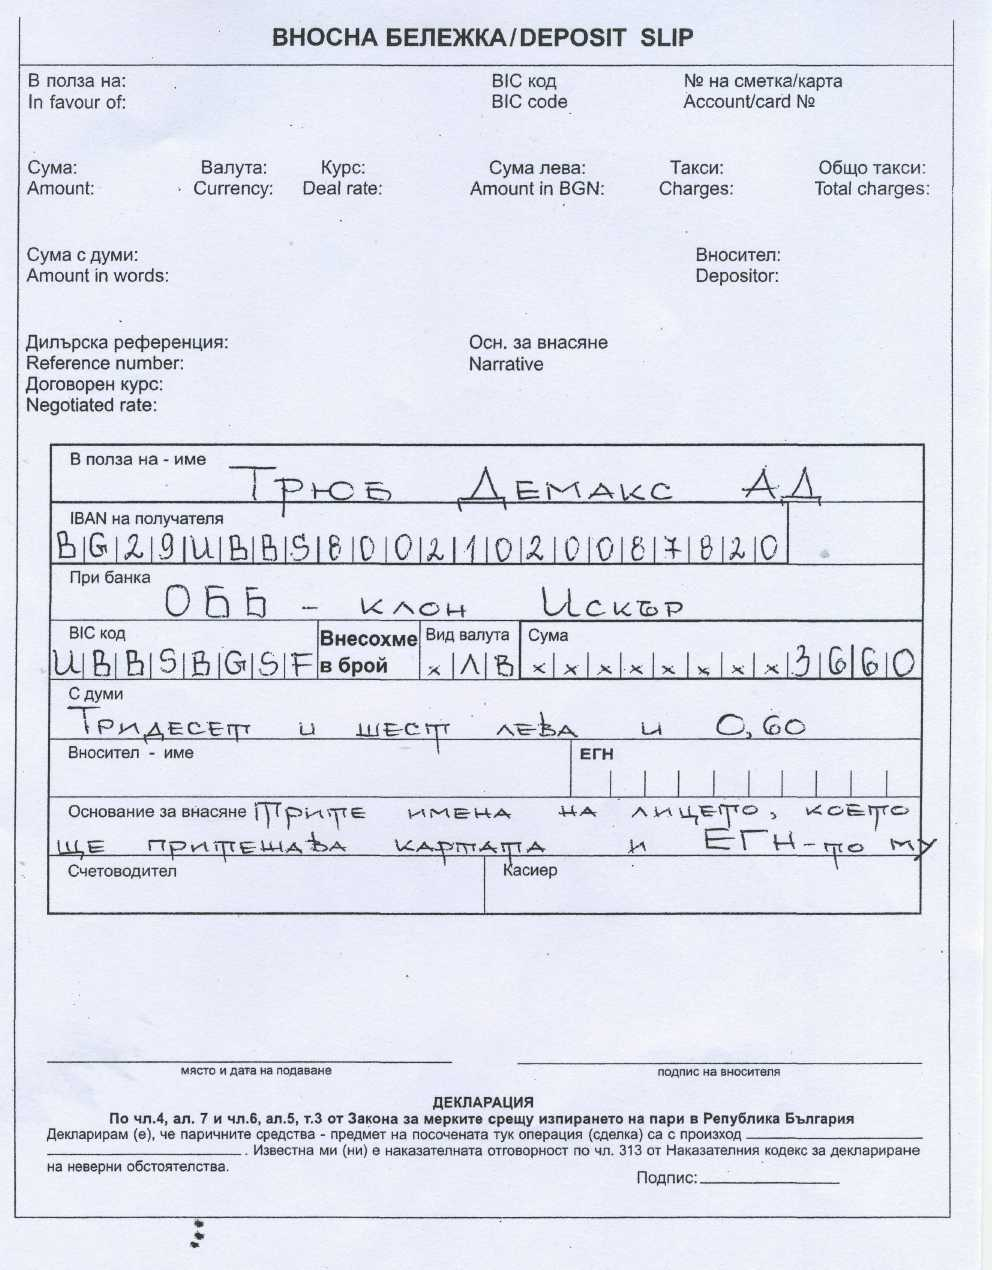 ВНОСНА БЕЛЕЖКА/DEPOSIT SLIP
В полза на: BIC код № на сметка/карта
In favour of: BIC code Account/card №
Сума: Валута: Курс: Сума лева: Такси: Общо такси:
Amount: Currency: Deal rate: Amount in BGN: Charges: Total charges:
Сума с думи: Вносител:
Amount in words: Depositor:
Дилърска референция: Осн. за внасяне
Reference number: Narrative
Договорен курс:
Negotiated rate:
В полза на - име
Трюб Демакс АД
IBAN на получателя
BG29UBBS80021020087820
При банка
ОББ - клон Искър
BIC код Внесохме Вид валута Сума
UBBSBGSF в брой xЛВ xxxxxxxx3660
С думи
Тридесет и шест лева и 0,60
Вносител - име ЕГН
Основание за внасяне Трите имена на лицето, което
ще притежава картата и ЕГН-то му
Счетоводител Касиер
място и дата на подаване подпис на вносителя
ДЕКЛАРАЦИЯ
По чл.4, ал. 7 и чл.6, ал.5, т.3 от Закона за мерките срещу изпирането на пари в Република България
Декларирам (е), че паричните средства - предмет на посочената тук операция (сделка) са с произход
. Известна ми (ни) е наказателната отговорност по чл. 313 от Наказателния кодекс за деклариране
на неверни обстоятелства.
Подпис: